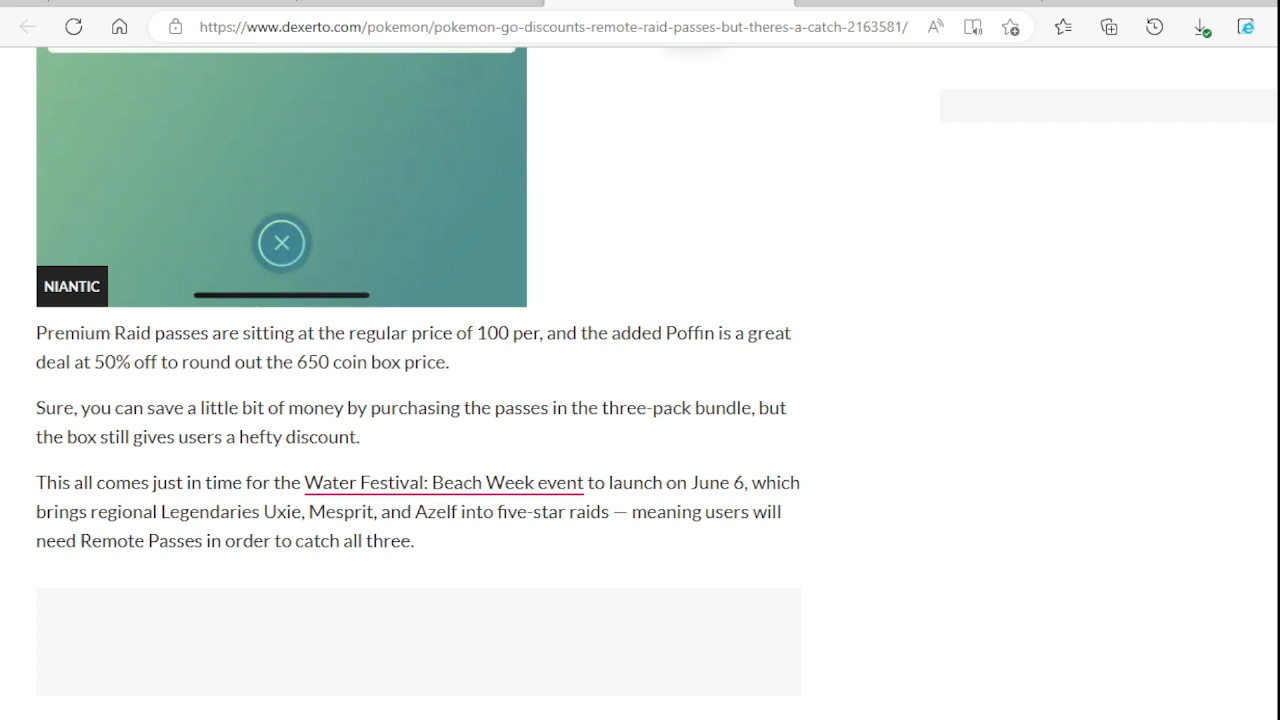 https://www.dexerto.com/pokemon/pokemon-go-discounts-remote-raid-passes-but-theres-a-catch-2163581/
NIANTIC
Premium Raid passes are sitting at the regular price of 100 per, and the added Poffin is a great
deal at 50% off to round out the 650 coin box price.
Sure, you can save a little bit of money by purchasing the passes in the three-pack bundle, but
the box still gives users a hefty discount.
This all comes just in time for the Water Festival: Beach Week event to launch on June 6, which
brings regional Legendaries Uxie, Mesprit, and Azelf into five-star raids — meaning users will
need Remote Passes in order to catch all three.